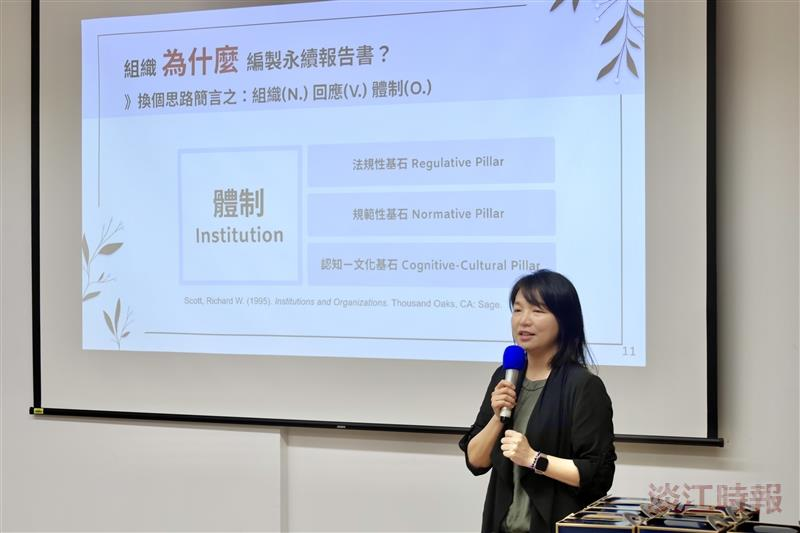 組織 為什麼 編製永續報告書？
》換個思路簡言之：組織(N.) 回應(V.) 體制(O.)
體制
Institution
法規性基石 Regulative Pillar
規範性基石 Normative Pillar
認知—文化基石 Cognitive-Cultural Pillar
Scott, Richard W. (1995). Institutions and Organizations. Thousand Oaks, CA: Sage.
11
淡江時報